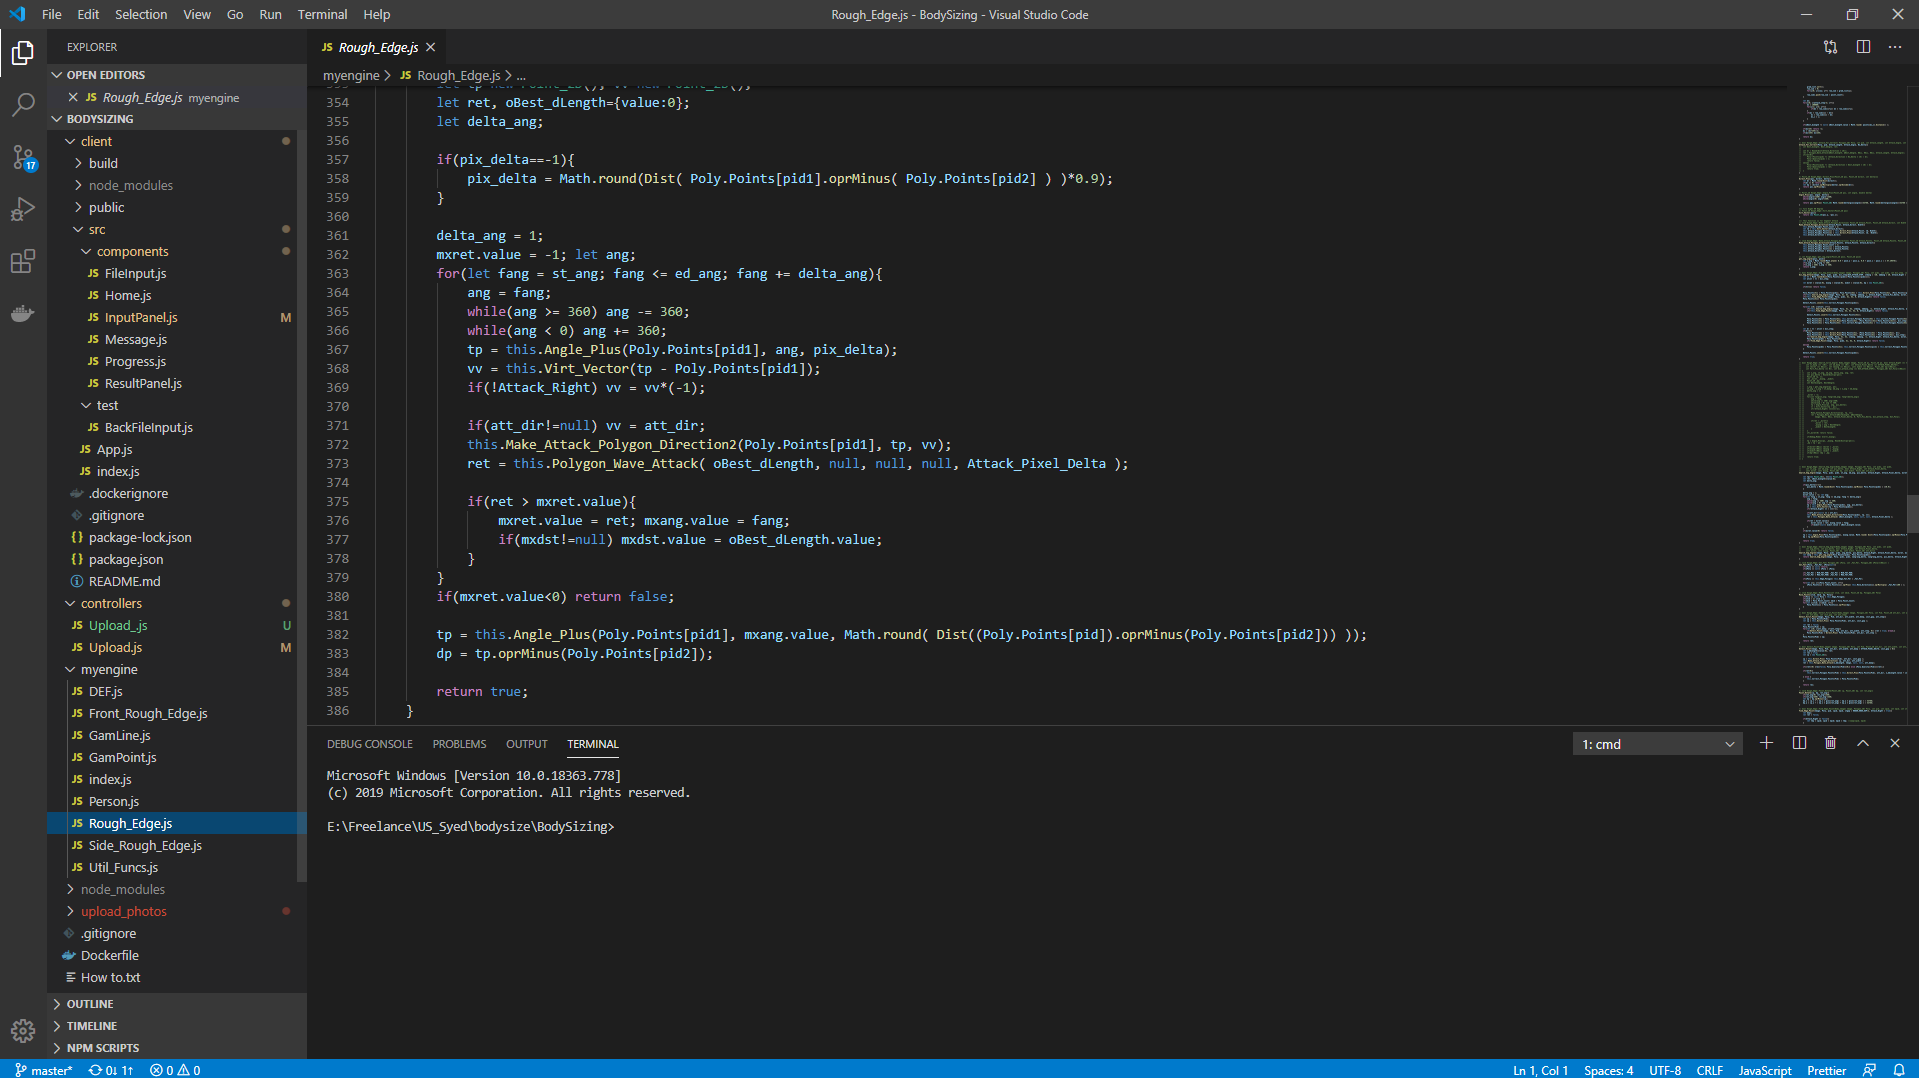 File Edit Selection View Go Run Terminal Help
Rough_Edge.js - BodySizing - Visual Studio Code
EXPLORER
OPEN EDITORS
JS Rough_Edge.js myengine
BODYSIZING
client
build
node_modules
public
src
components
JS FileInput.js
JS Home.js
JS InputPanel.js M
JS Message.js
JS Progress.js
JS ResultPanel.js
test
JS BackFileInput.js
JS App.js
JS index.js
.dockerignore
.gitignore
{} package-lock.json
{} package.json
README.md
controllers
JS Upload_.js U
JS Upload.js M
myengine
JS DEF.js
JS Front_Rough_Edge.js
JS GamLine.js
JS GamPoint.js
JS index.js
JS Person.js
JS Rough_Edge.js
JS Side_Rough_Edge.js
JS Util_Funcs.js
node_modules
upload_photos
.gitignore
Dockerfile
How to.txt
OUTLINE
TIMELINE
NPM SCRIPTS
17
JS Rough_Edge.js
myengine > JS Rough_Edge.js > ...
354 let ret, oBest_dLength={value:0};
355 let delta_ang;
356
357 if(pix_delta==-1){
358 pix_delta = Math.round(Dist( Poly.Points[pid1].oprMinus( Poly.Points[pid2] ) )*0.9);
359 }
360
361 delta_ang = 1;
362 mxret.value = -1; let ang;
363 for(let fang = st_ang; fang <= ed_ang; fang += delta_ang){
364 ang = fang;
365 while(ang >= 360) ang -= 360;
366 while(ang < 0) ang += 360;
367 tp = this.Angle_Plus(Poly.Points[pid1], ang, pix_delta);
368 vv = this.Virt_Vector(tp - Poly.Points[pid1]);
369 if(!Attack_Right) vv = vv*(-1);
370
371 if(att_dir!=null) vv = att_dir;
372 this.Make_Attack_Polygon_Direction2(Poly.Points[pid1], tp, vv);
373 ret = this.Polygon_Wave_Attack( oBest_dLength, null, null, null, Attack_Pixel_Delta );
374
375 if(ret > mxret.value){
376 mxret.value = ret; mxang.value = fang;
377 if(mxdst!=null) mxdst.value = oBest_dLength.value;
378 }
379 }
380 if(mxret.value<0) return false;
381
382 tp = this.Angle_Plus(Poly.Points[pid1], mxang.value, Math.round( Dist((Poly.Points[pid]).oprMinus(Poly.Points[pid2])) ));
383 dp = tp.oprMinus(Poly.Points[pid2]);
384
385 return true;
386 }
DEBUG CONSOLE PROBLEMS OUTPUT TERMINAL
1: cmd
Microsoft Windows [Version 10.0.18363.778]
(c) 2019 Microsoft Corporation. All rights reserved.
E:\Freelance\US_Syed\bodysize\BodySizing>
master* 0↓ 1↑ 0 0
Ln 1, Col 1 Spaces: 4 UTF-8 CRLF JavaScript Prettier